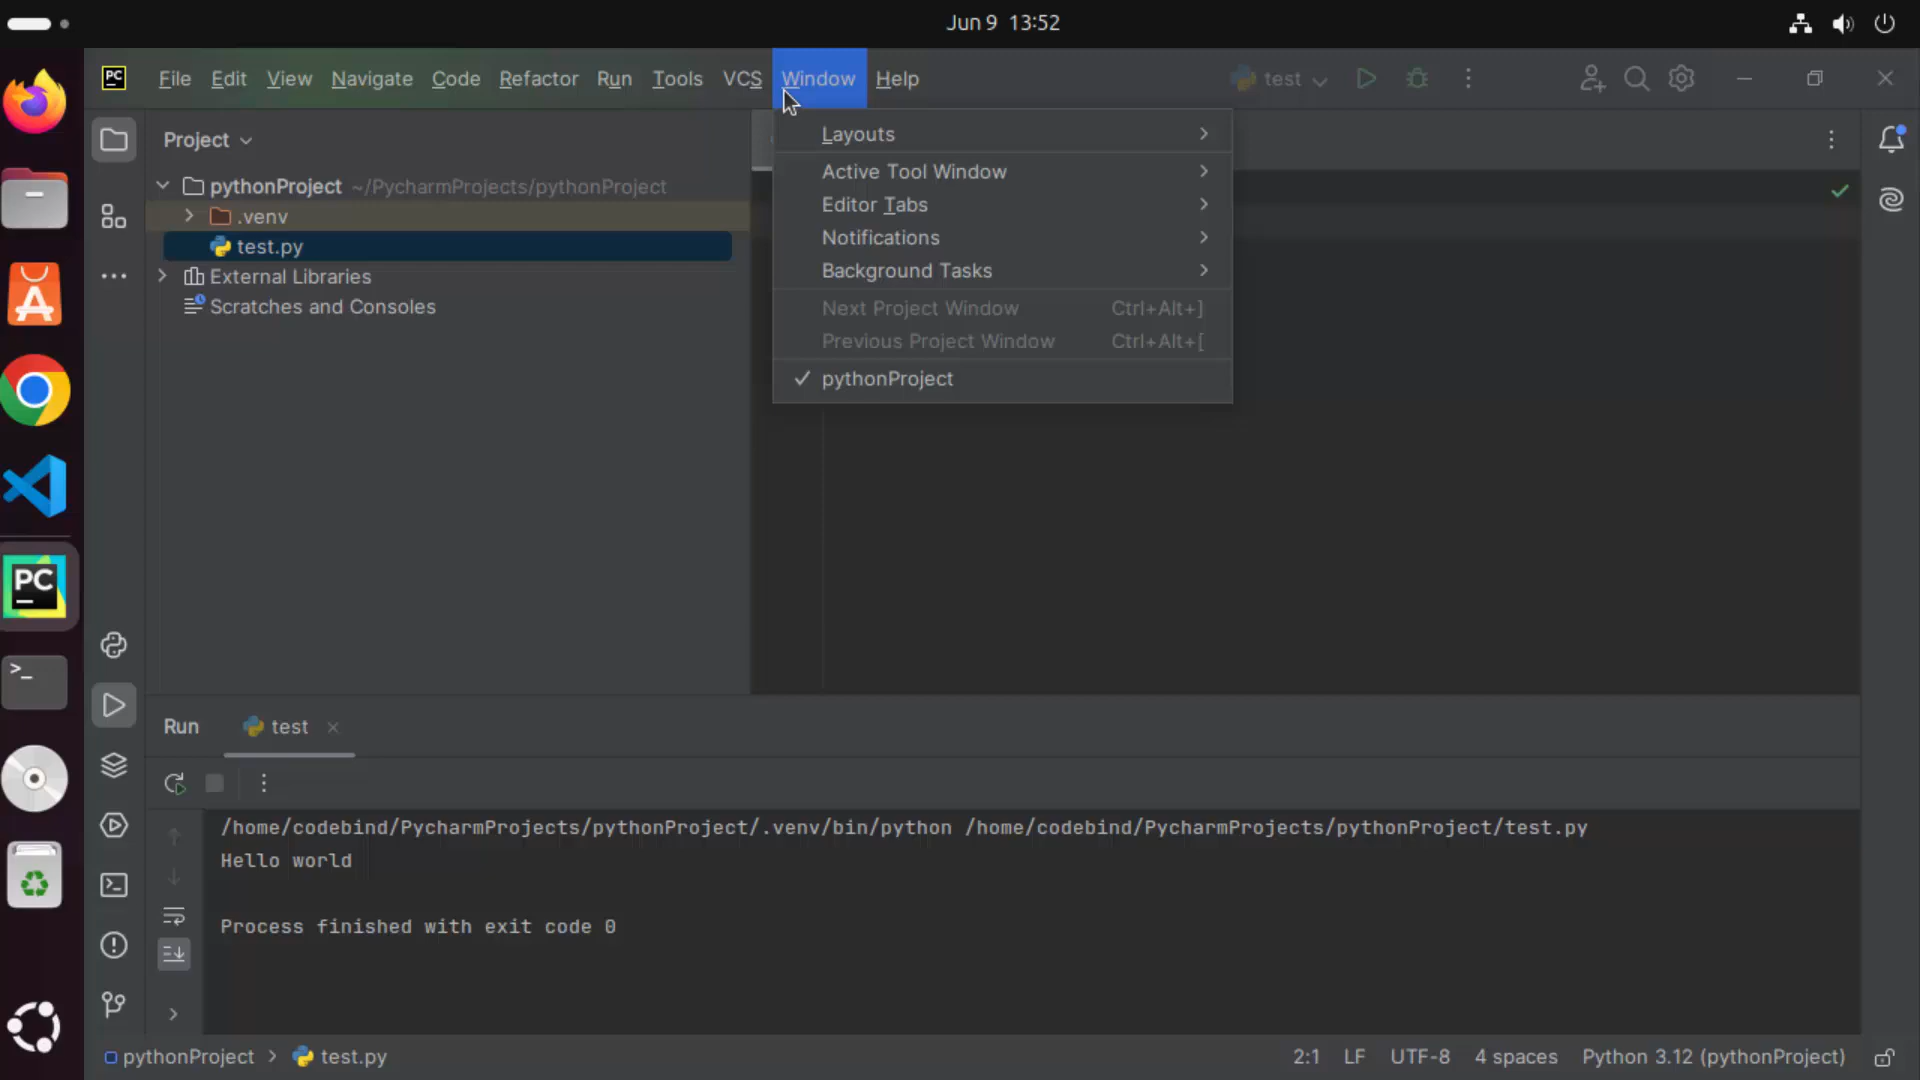 Jun 9 13:52
PC File Edit View Navigate Code Refactor Run Tools VCS Window Help test
Project
pythonProject ~/PycharmProjects/pythonProject
.venv
test.py
External Libraries
Scratches and Consoles
Layouts
Active Tool Window
Editor Tabs
Notifications
Background Tasks
Next Project Window Ctrl+Alt+]
Previous Project Window Ctrl+Alt+[
pythonProject
PC
>_
Run test
/home/codebind/PycharmProjects/pythonProject/.venv/bin/python /home/codebind/PycharmProjects/pythonProject/test.py
Hello world
Process finished with exit code 0
pythonProject > test.py 2:1 LF UTF-8 4 spaces Python 3.12 (pythonProject)